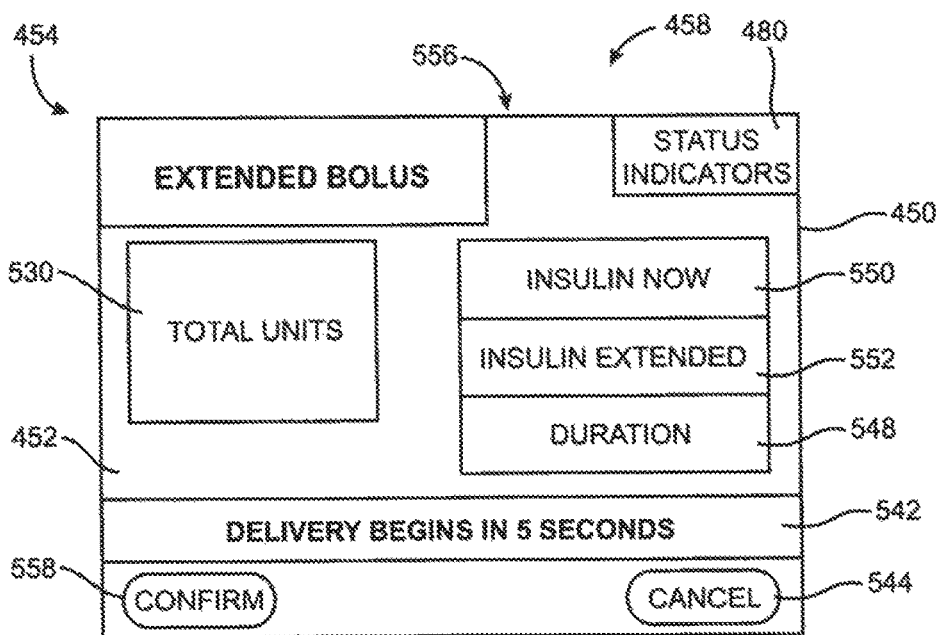 454
556
458
480
EXTENDED BOLUS
STATUS
INDICATORS
450
530
TOTAL UNITS
INSULIN NOW
550
INSULIN EXTENDED
552
DURATION
548
452
DELIVERY BEGINS IN 5 SECONDS
542
558
CONFIRM
CANCEL
544